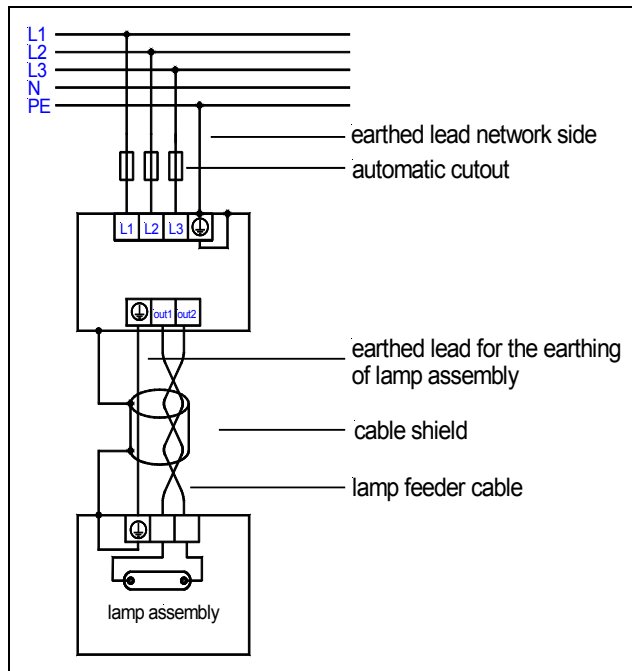 L1
L2
L3
N
PE
earthed lead network side
automatic cutout
L1 L2 L3
out1 out2
earthed lead for the earthing
of lamp assembly
cable shield
lamp feeder cable
lamp assembly